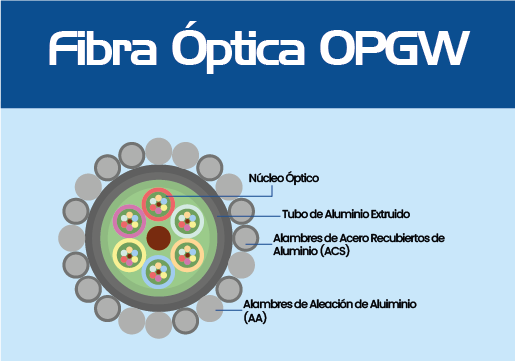 Fibra Óptica OPGW
Núcleo Óptico
Tubo de Aluminio Extruido
Alambres de Acero Recubiertos de
Aluminio (ACS)
Alambres de Aleación de Aluiminio
(AA)